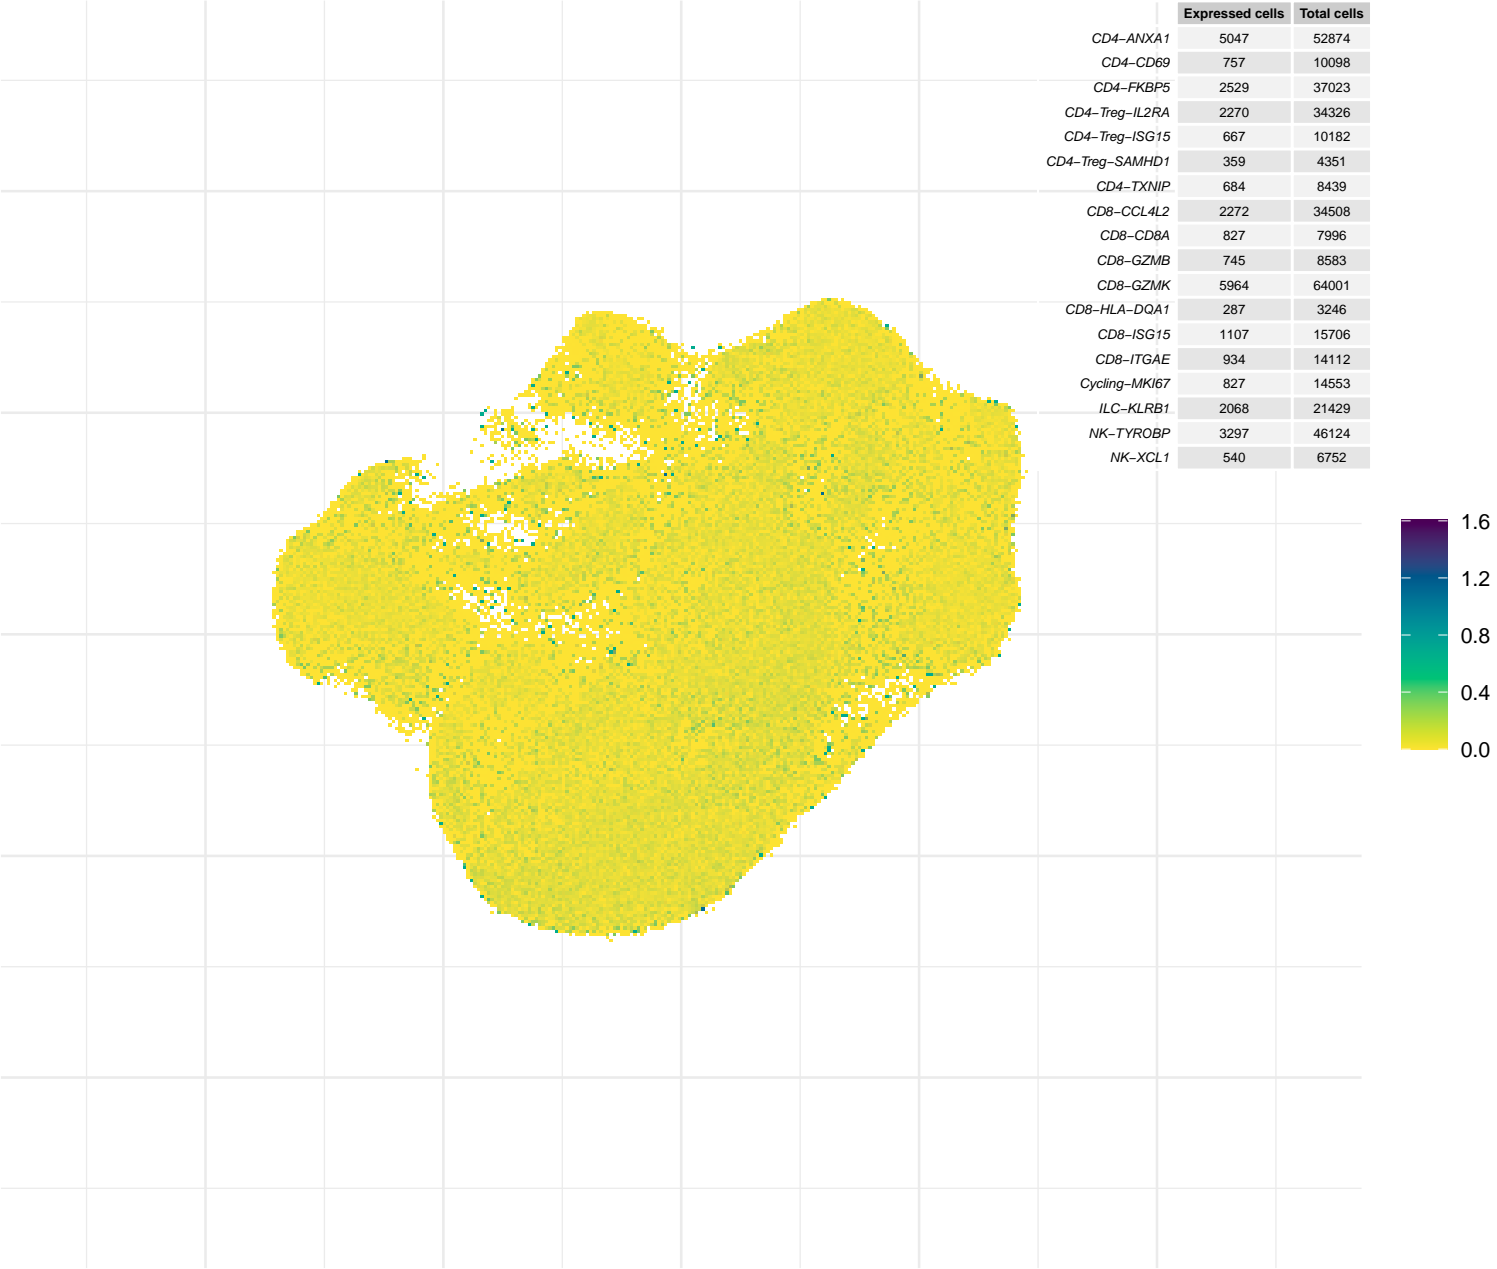 Expressed cells Total cells
CD4−ANXA1 5047 52874
CD4−CD69 757 10098
CD4−FKBP5 2529 37023
CD4−Treg−IL2RA 2270 34326
CD4−Treg−ISG15 667 10182
CD4−Treg−SAMHD1 359 4351
CD4−TXNIP 684 8439
CD8−CCL4L2 2272 34508
CD8−CD8A 827 7996
CD8−GZMB 745 8583
CD8−GZMK 5964 64001
CD8−HLA−DQA1 287 3246
CD8−ISG15 1107 15706
CD8−ITGAE 934 14112
Cycling−MKI67 827 14553
ILC−KLRB1 2068 21429
NK−TYROBP 3297 46124
NK−XCL1 540 6752
1.6
1.2
0.8
0.4
0.0